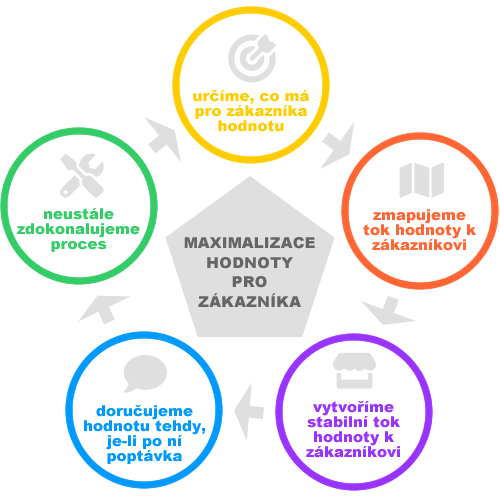 určíme, co má
pro zákazníka
hodnotu
zmapujeme
tok hodnoty k
zákazníkovi
vytvoříme
stabilní tok
hodnoty k
zákazníkovi
doručujeme
hodnotu tehdy,
je-li po ní
poptávka
neustále
zdokonalujeme
proces
MAXIMALIZACE
HODNOTY
PRO
ZÁKAZNÍKA